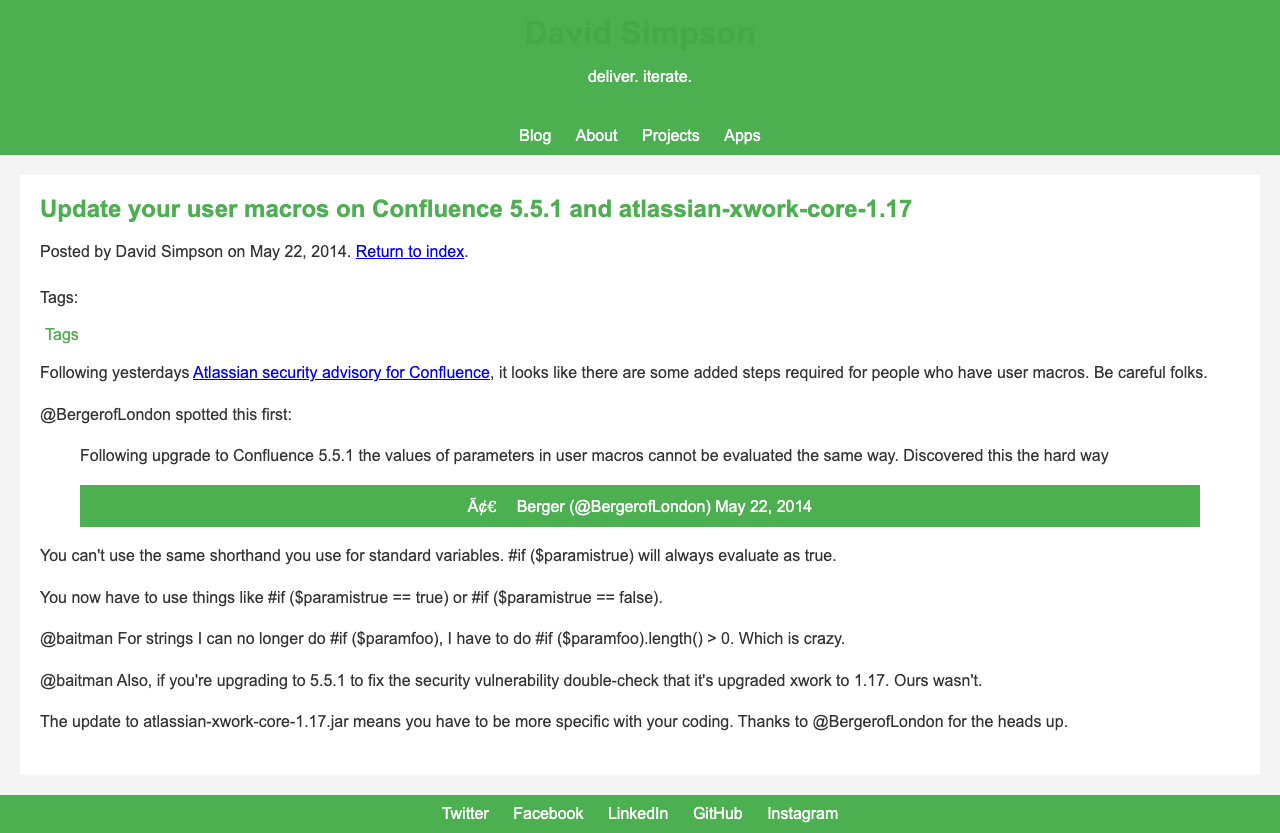 David Simpson
deliver. iterate.
Blog About Projects Apps
Update your user macros on Confluence 5.5.1 and atlassian-xwork-core-1.17
Posted by David Simpson on May 22, 2014. Return to index.
Tags:
Tags
Following yesterdays Atlassian security advisory for Confluence, it looks like there are some added steps required for people who have user macros. Be careful folks.
@BergerofLondon spotted this first:
Following upgrade to Confluence 5.5.1 the values of parameters in user macros cannot be evaluated the same way. Discovered this the hard way
Ã¢€ Berger (@BergerofLondon) May 22, 2014
You can't use the same shorthand you use for standard variables. #if ($paramistrue) will always evaluate as true.
You now have to use things like #if ($paramistrue == true) or #if ($paramistrue == false).
@baitman For strings I can no longer do #if ($paramfoo), I have to do #if ($paramfoo).length() > 0. Which is crazy.
@baitman Also, if you're upgrading to 5.5.1 to fix the security vulnerability double-check that it's upgraded xwork to 1.17. Ours wasn't.
The update to atlassian-xwork-core-1.17.jar means you have to be more specific with your coding. Thanks to @BergerofLondon for the heads up.
Twitter Facebook LinkedIn GitHub Instagram